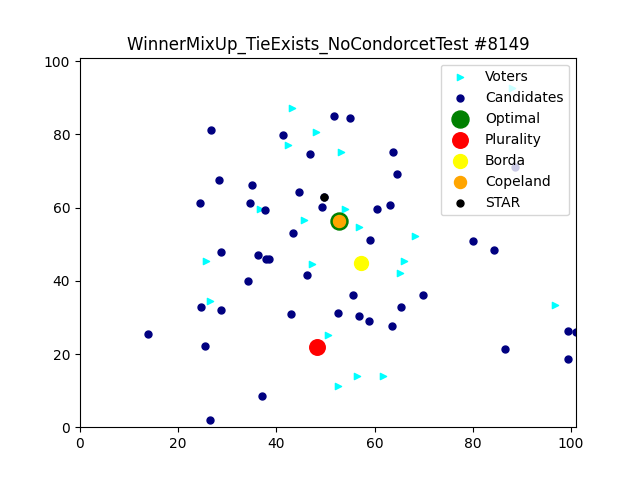 WinnerMixUp_TieExists_NoCondorcetTest #8149
100
80
60
40
20
0
0
20
40
60
80
100
Voters
Candidates
Optimal
Plurality
Borda
Copeland
STAR